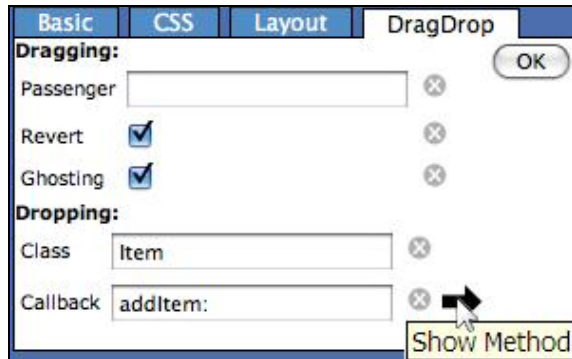 Basic CSS Layout DragDrop
Dragging:
OK
Passenger
Revert
Ghosting
Dropping:
Class Item
Callback addItem:
Show Method